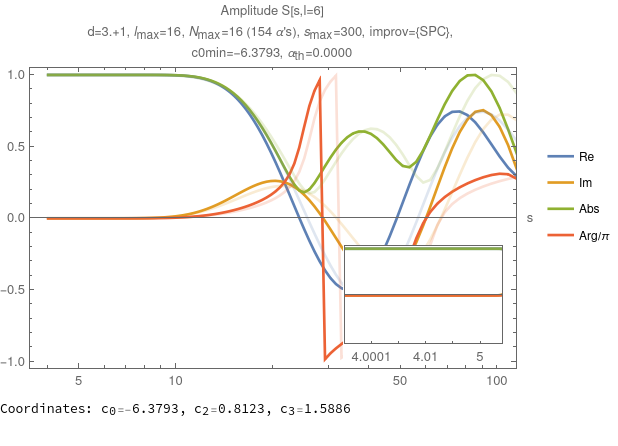 Amplitude S[s,l=6]
d=3.+1, lmax=16, Nmax=16 (154 α's), smax=300, improv={SPC},
c0min=−6.3793, αth=0.0000
1.0
0.5
0.0
−0.5
−1.0
s
5 10 50 100
4.0001 4.01 5
Re
Im
Abs
Arg/π
Coordinates: c0=−6.3793, c2=0.8123, c3=1.5886